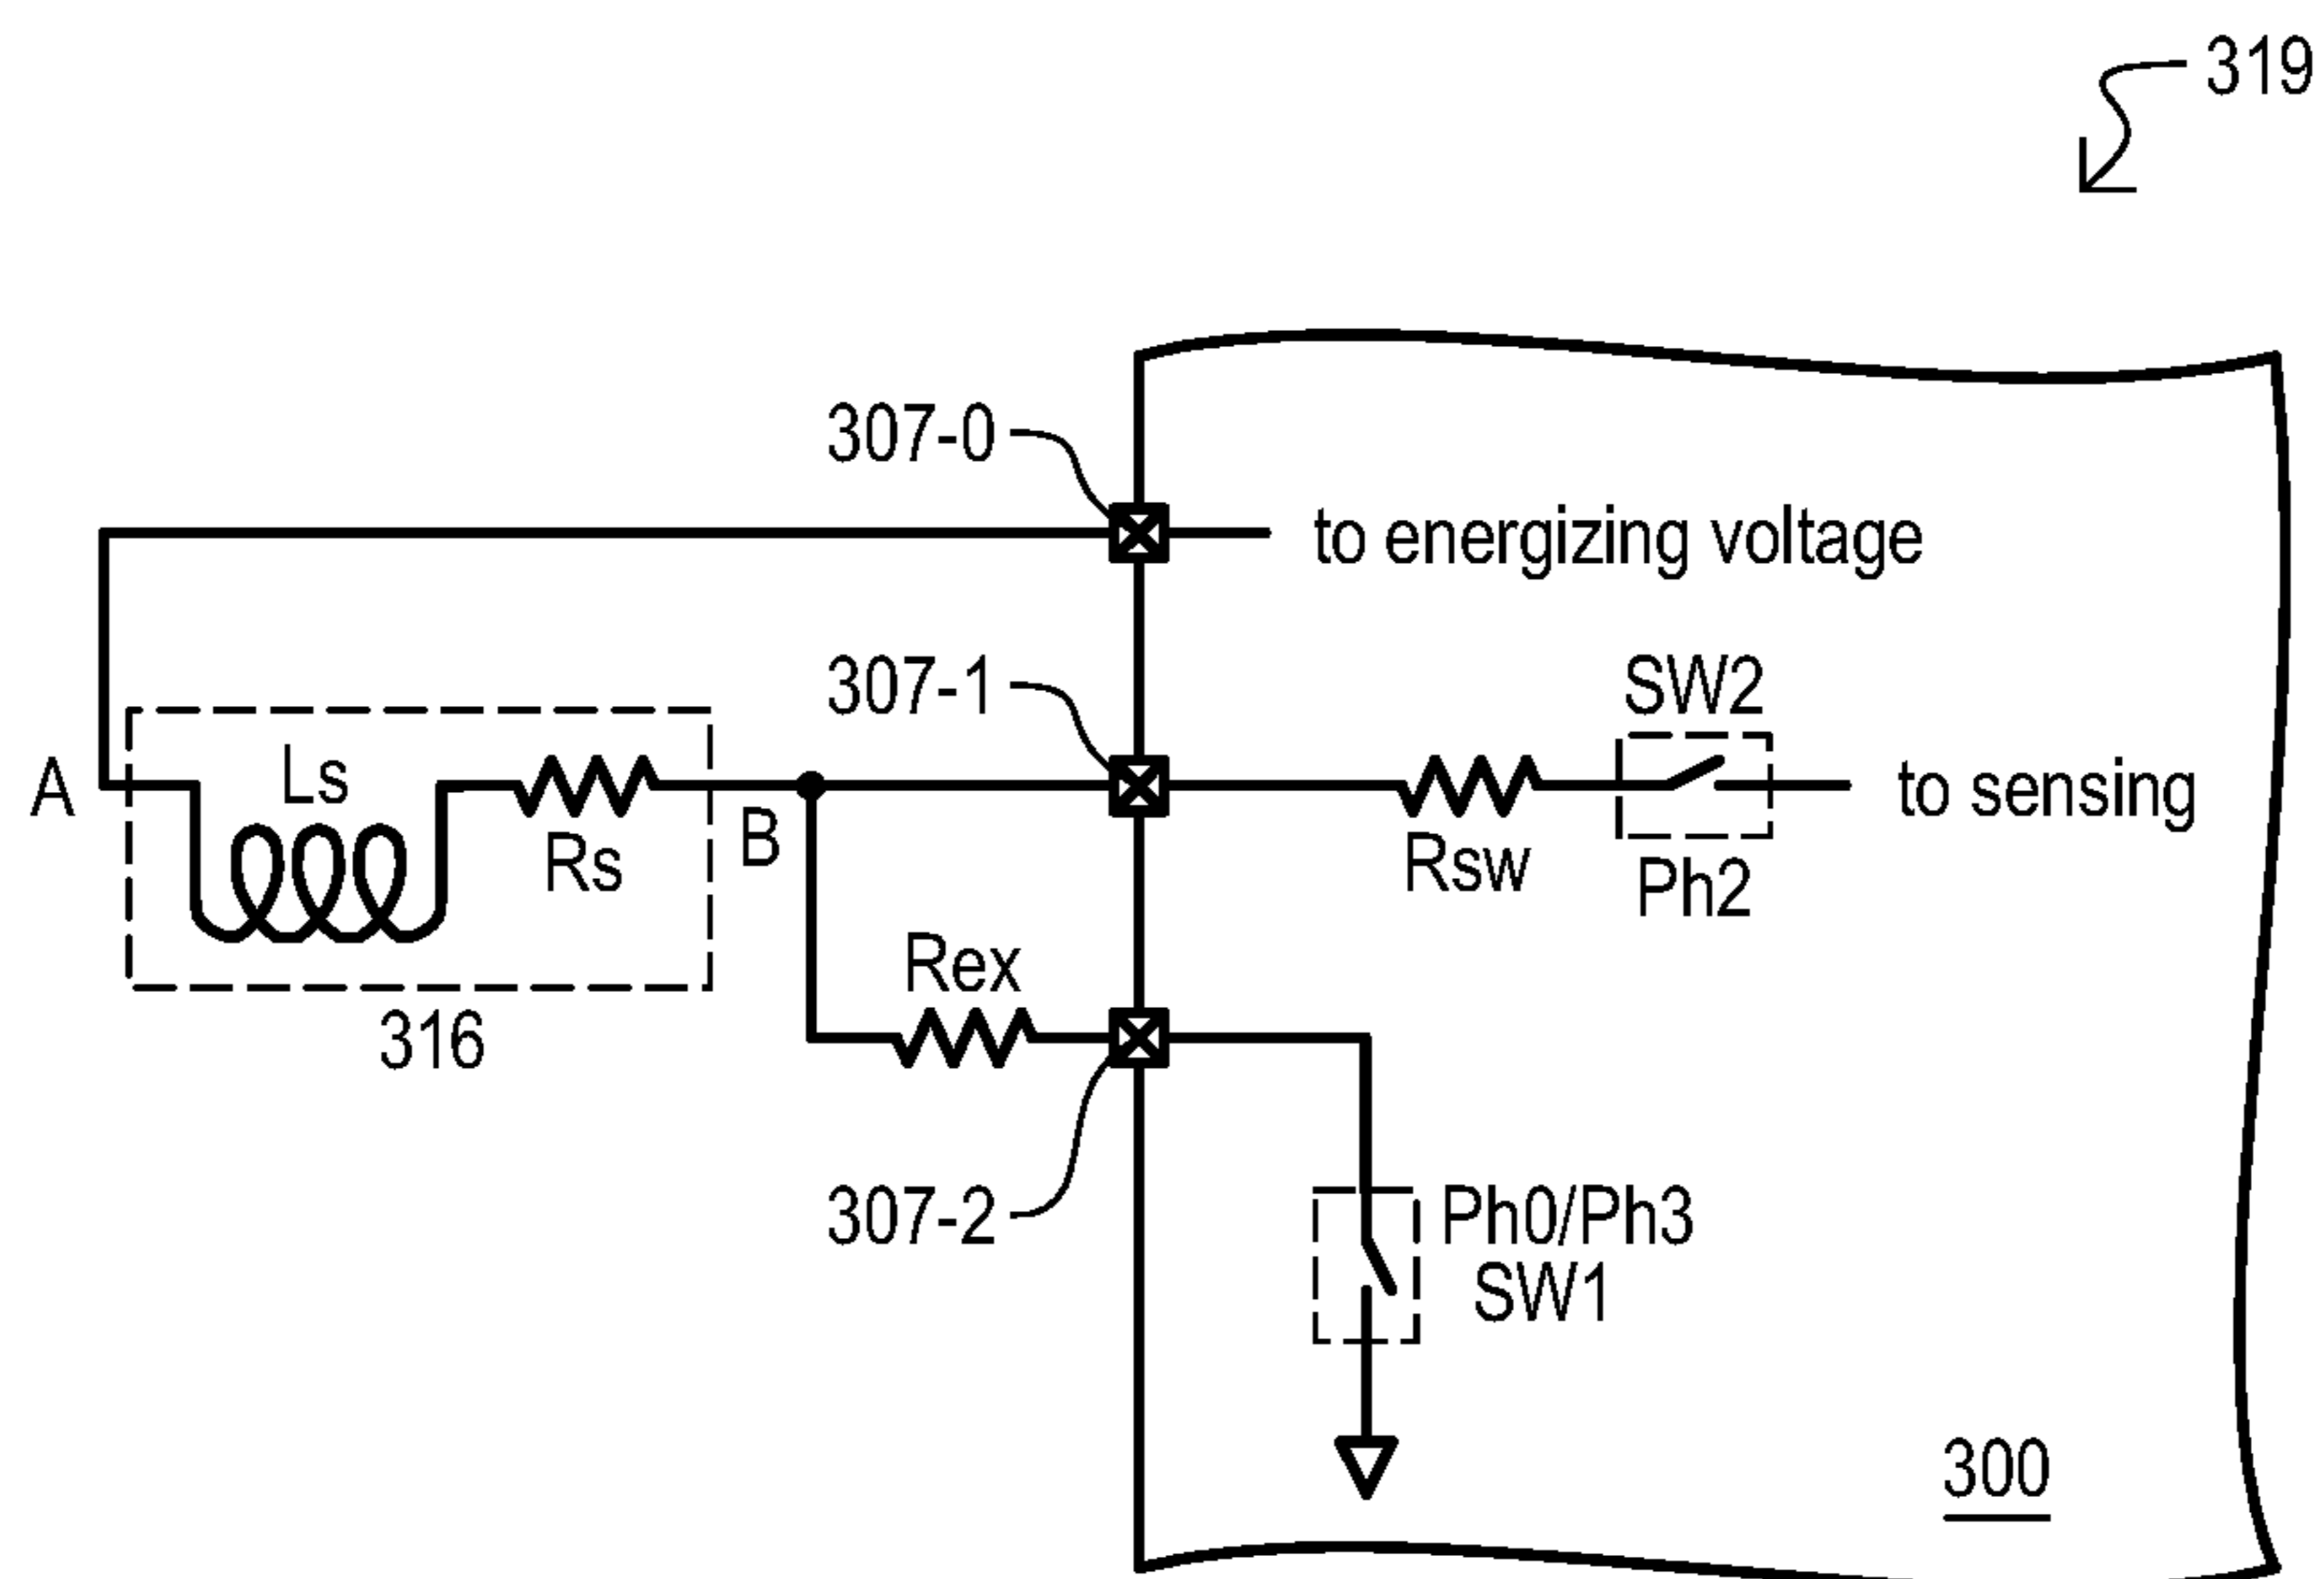 319
307-0
to energizing voltage
307-1
SW2
A
Ls
Rs
B
Rsw
to sensing
Ph2
Rex
316
307-2
Ph0/Ph3
SW1
300